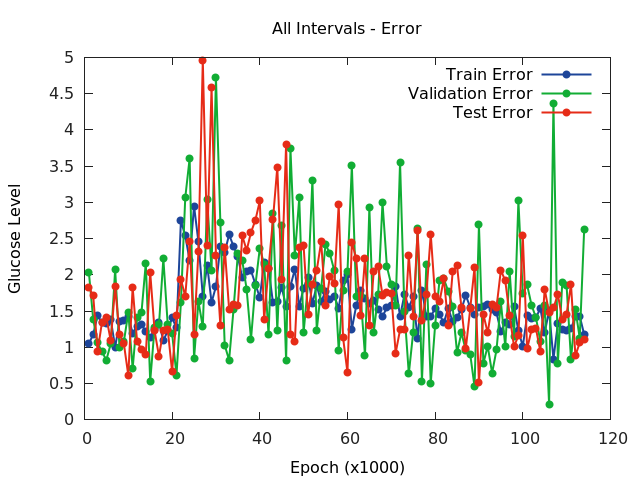 All Intervals - Error
Train Error
Validation Error
Test Error
Glucose Level
5
4.5
4
3.5
3
2.5
2
1.5
1
0.5
0
0 20 40 60 80 100 120
Epoch (x1000)